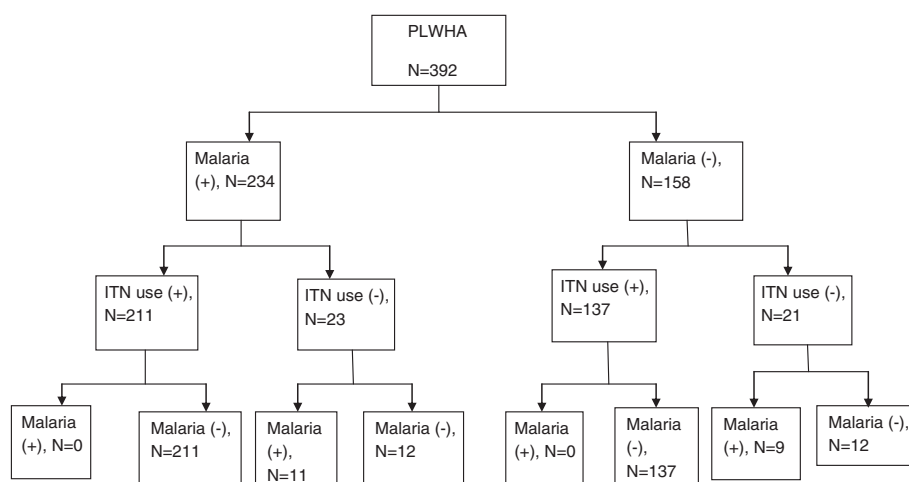 PLWHA
N=392
Malaria
(+), N=234
Malaria (-),
N=158
ITN use (+),
N=211
ITN use (-),
N=23
ITN use (+),
N=137
ITN use (-),
N=21
Malaria
(+), N=0
Malaria (-),
N=211
Malaria
(+),
N=11
Malaria (-),
N=12
Malaria
(+), N=0
Malaria
(-),
N=137
Malaria
(+), N=9
Malaria (-),
N=12